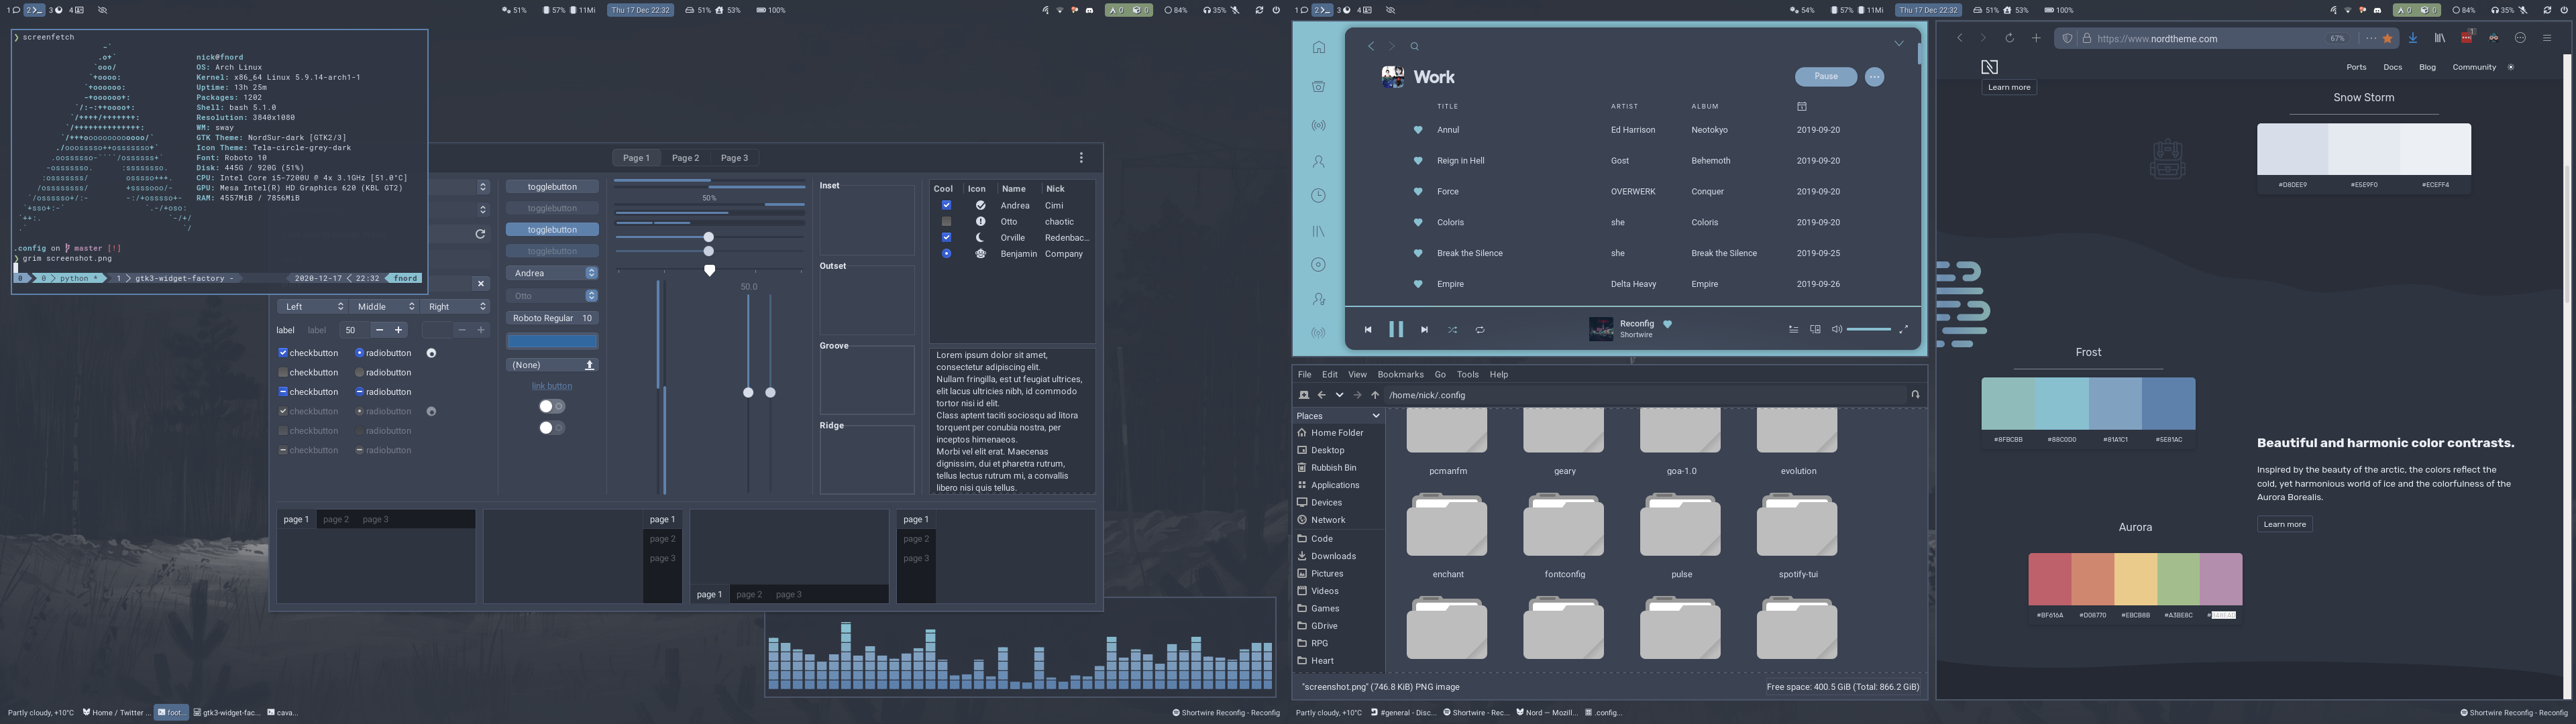 1 2 3 4
51% 57% 11Mi
Thu 17 Dec 22:32
51% 53% 100%
0 0 84% 35%
1 2 3 4
54% 57% 11Mi
Thu 17 Dec 22:32
51% 53% 100%
0 0 84% 35%
❯ screenfetch
nick@fnord
OS: Arch Linux
Kernel: x86_64 Linux 5.9.14-arch1-1
Uptime: 13h 25m
Packages: 1202
Shell: bash 5.1.0
Resolution: 3840x1080
WM: sway
GTK Theme: NordSur-dark [GTK2/3]
Icon Theme: Tela-circle-grey-dark
Font: Roboto 10
Disk: 445G / 920G (51%)
CPU: Intel Core i5-7200U @ 4x 3.1GHz [51.0°C]
GPU: Mesa Intel(R) HD Graphics 620 (KBL GT2)
RAM: 4557MiB / 7856MiB
.config on master [!]
❯ grim screenshot.png
0 0 python * 1 gtk3-widget-factory - 2020-12-17 22:32 fnord
Page 1 Page 2 Page 3
togglebutton
togglebutton
togglebutton
togglebutton
Andrea
Otto
Roboto Regular 10
(None)
link button
Left Middle Right
label label 50
checkbutton radiobutton
checkbutton radiobutton
checkbutton radiobutton
checkbutton radiobutton
checkbutton radiobutton
checkbutton radiobutton
50%
50.0
Inset
Outset
Groove
Ridge
Cool Icon Name Nick
Andrea Cimi
Otto chaotic
Orville Redenbac...
Benjamin Company
Lorem ipsum dolor sit amet,
consectetur adipiscing elit.
Nullam fringilla, est ut feugiat ultrices,
elit lacus ultricies nibh, id commodo
tortor nisi id elit.
Class aptent taciti sociosqu ad litora
torquent per conubia nostra, per
inceptos himenaeos.
Morbi vel elit erat. Maecenas
dignissim, dui et pharetra rutrum,
tellus lectus rutrum mi, a convallis
libero nisi quis tellus.
page 1 page 2 page 3
page 1
page 2
page 3
page 1 page 2 page 3
page 1
page 2
page 3
Work
Pause
TITLE ARTIST ALBUM
Annul Ed Harrison Neotokyo 2019-09-20
Reign in Hell Gost Behemoth 2019-09-20
Force OVERWERK Conquer 2019-09-20
Coloris she Coloris 2019-09-20
Break the Silence she Break the Silence 2019-09-25
Empire Delta Heavy Empire 2019-09-26
Reconfig
Shortwire
File Edit View Bookmarks Go Tools Help
/home/nick/.config
Places
Home Folder
Desktop
Rubbish Bin
Applications
Devices
Network
Code
Downloads
Pictures
Videos
Games
GDrive
RPG
Heart
pcmanfm geary goa-1.0 evolution
enchant fontconfig pulse spotify-tui
"screenshot.png" (746.8 KiB) PNG image
Free space: 400.5 GiB (Total: 866.2 GiB)
https://www.nordtheme.com 67%
Ports Docs Blog Community
Learn more
Snow Storm
#D8DEE9 #E5E9F0 #ECEFF4
Frost
#8FBCBB #88C0D0 #81A1C1 #5E81AC
Beautiful and harmonic color contrasts.
Inspired by the beauty of the arctic, the colors reflect the
cold, yet harmonious world of ice and the colorfulness of the
Aurora Borealis.
Learn more
Aurora
#BF616A #D08770 #EBCB8B #A3BE8C
Partly cloudy, +10°C Home / Twitter ... foot... gtk3-widget-fac... cava...
Shortwire Reconfig - Reconfig
Partly cloudy, +10°C #general - Disc... Shortwire - Rec... Nord — Mozill... .config...
Shortwire Reconfig - Reconfig